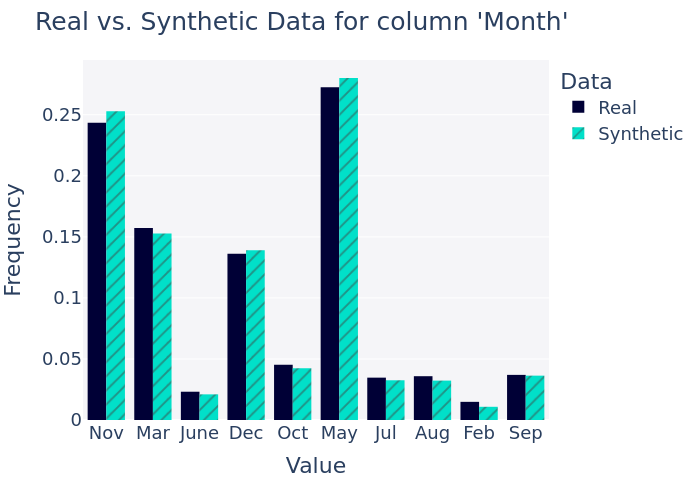 Real vs. Synthetic Data for column 'Month'
Data
Real
Synthetic
Frequency
0.25
0.2
0.15
0.1
0.05
0
Nov Mar June Dec Oct May Jul Aug Feb Sep
Value